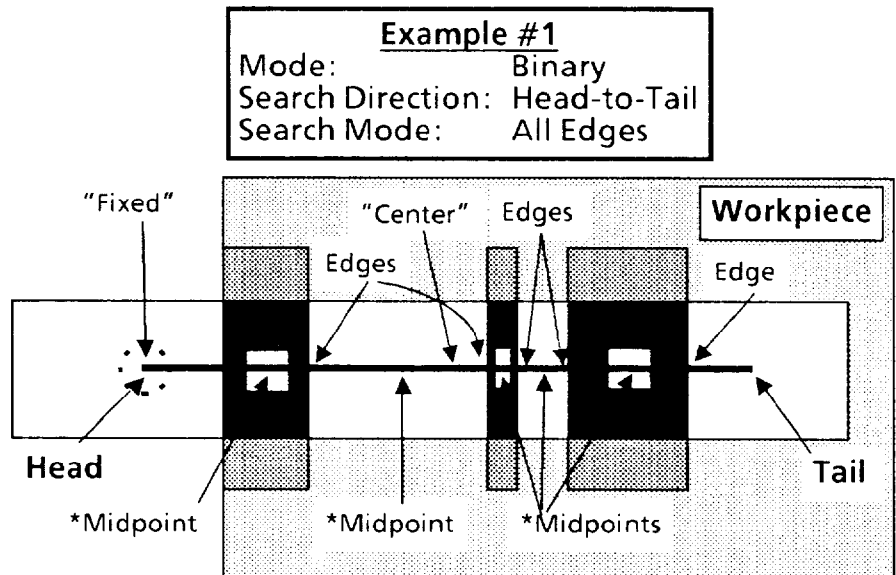 Example #1
Mode: Binary
Search Direction: Head-to-Tail
Search Mode: All Edges
"Fixed"
"Center"
Edges
Workpiece
Edges
Edge
Head
Tail
*Midpoint
*Midpoint
*Midpoints